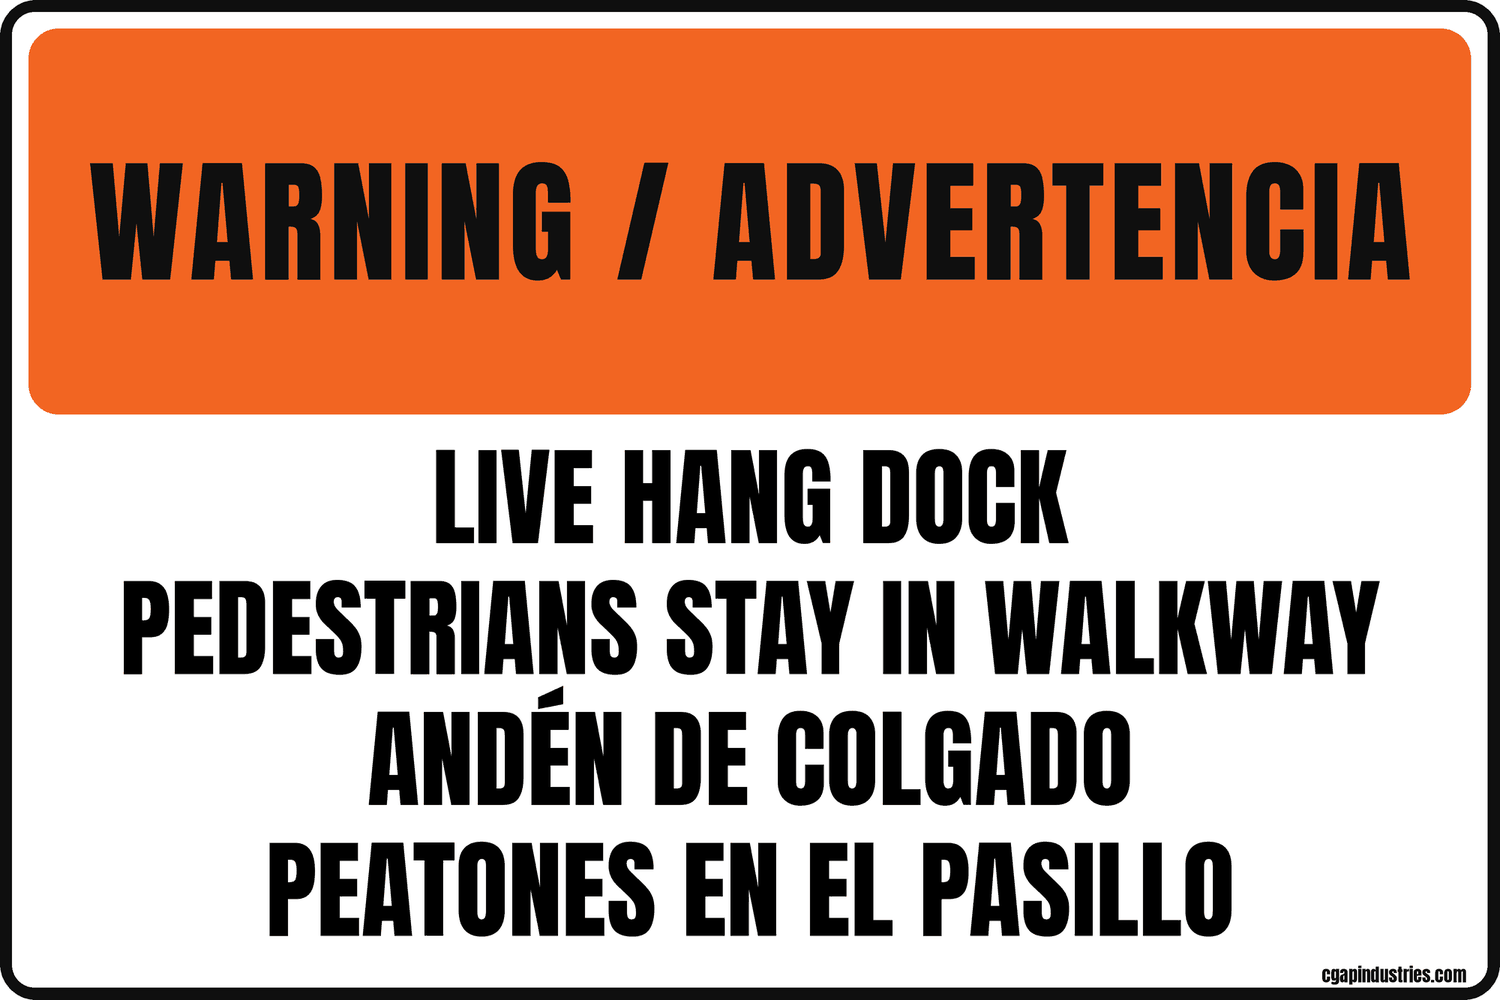 WARNING / ADVERTENCIA
LIVE HANG DOCK
PEDESTRIANS STAY IN WALKWAY
ANDÉN DE COLGADO
PEATONES EN EL PASILLO
cgapindustries.com